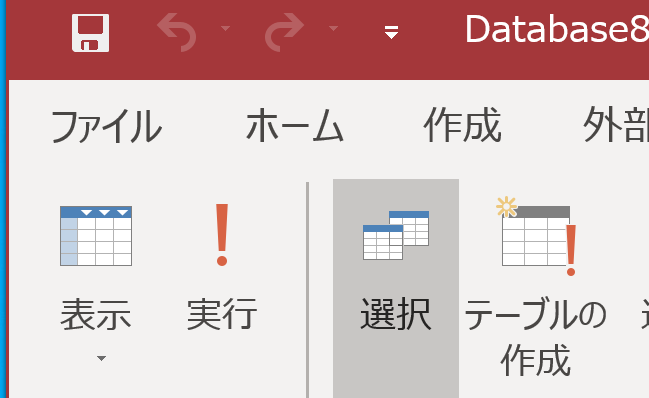 Database8
ファイル ホーム 作成 外部
表示 実行 選択 テーブルの
作成